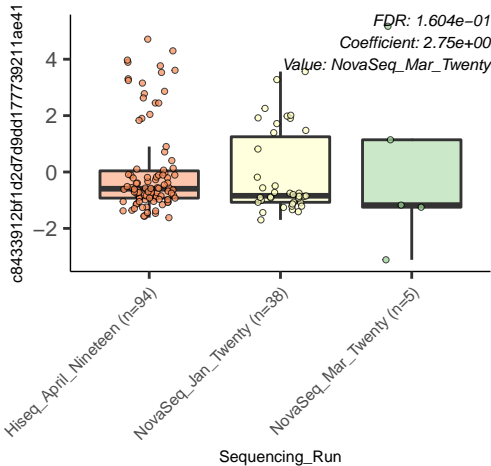 FDR: 1.604e−01
Coefficient: 2.75e+00
Value: NovaSeq_Mar_Twenty
c8433912bf1d2d7d9dd177739211ae41
4
2
0
−2
Hiseq_April_Nineteen (n=94)
NovaSeq_Jan_Twenty (n=38)
NovaSeq_Mar_Twenty (n=5)
Sequencing_Run